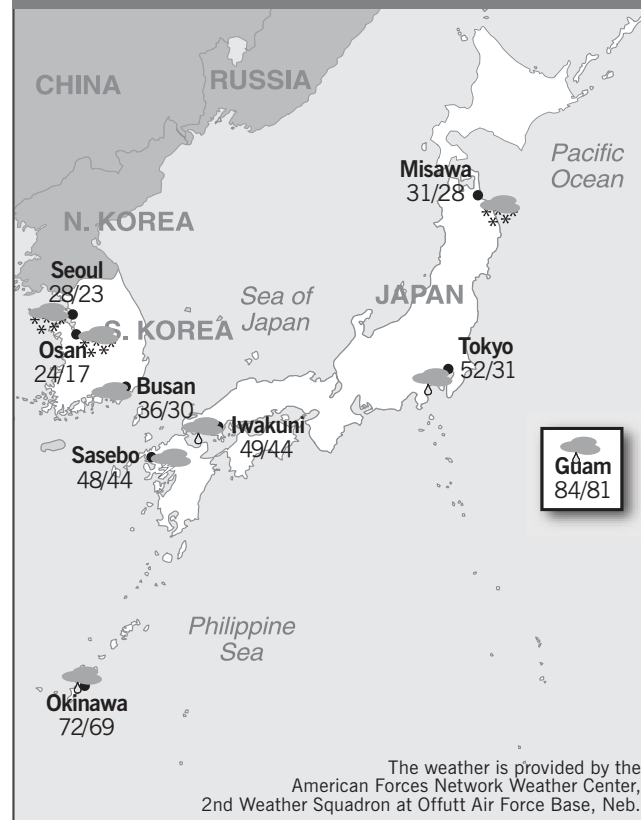 CHINA
RUSSIA
Pacific
Ocean
Misawa
31/28
N. KOREA
Seoul
28/23
Sea of
Japan
JAPAN
S. KOREA
Osan
24/17
Tokyo
52/31
Busan
36/30
Iwakuni
49/44
Sasebo
48/44
Guam
84/81
Philippine
Sea
Okinawa
72/69
The weather is provided by the
American Forces Network Weather Center,
2nd Weather Squadron at Offutt Air Force Base, Neb.